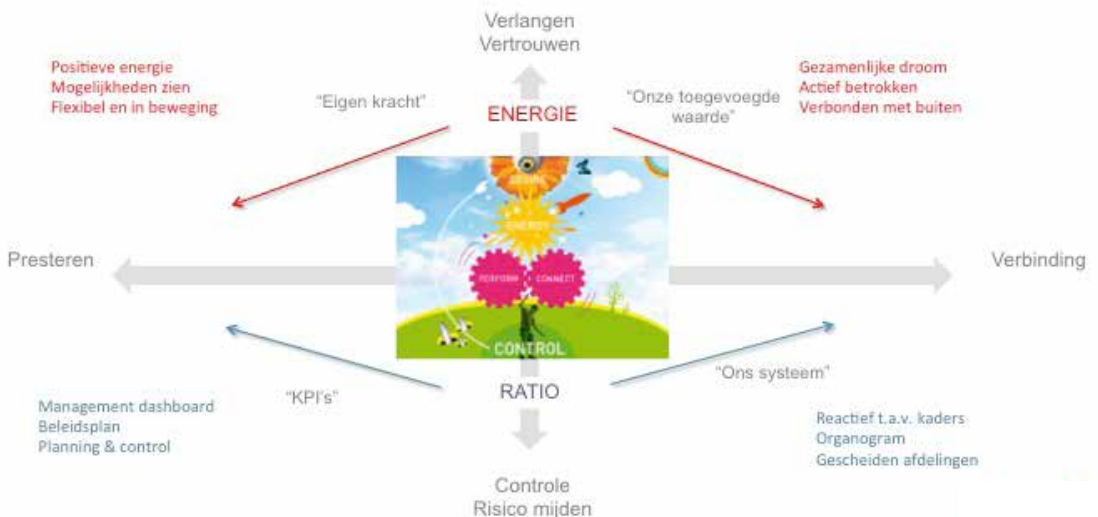 Verlangen
Vertrouwen
Positieve energie
Mogelijkheden zien
Flexibel en in beweging
Gezamenlijke droom
Actief betrokken
Verbonden met buiten
“Eigen kracht”
“Onze toegevoegde
waarde”
ENERGIE
DESIRE
ENERGY
Presteren
PERFORM
CONNECT
Verbinding
CONTROL
“KPI’s”
RATIO
“Ons systeem”
Management dashboard
Beleidsplan
Planning & control
Reactief t.a.v. kaders
Organogram
Gescheiden afdelingen
Controle
Risico mijden